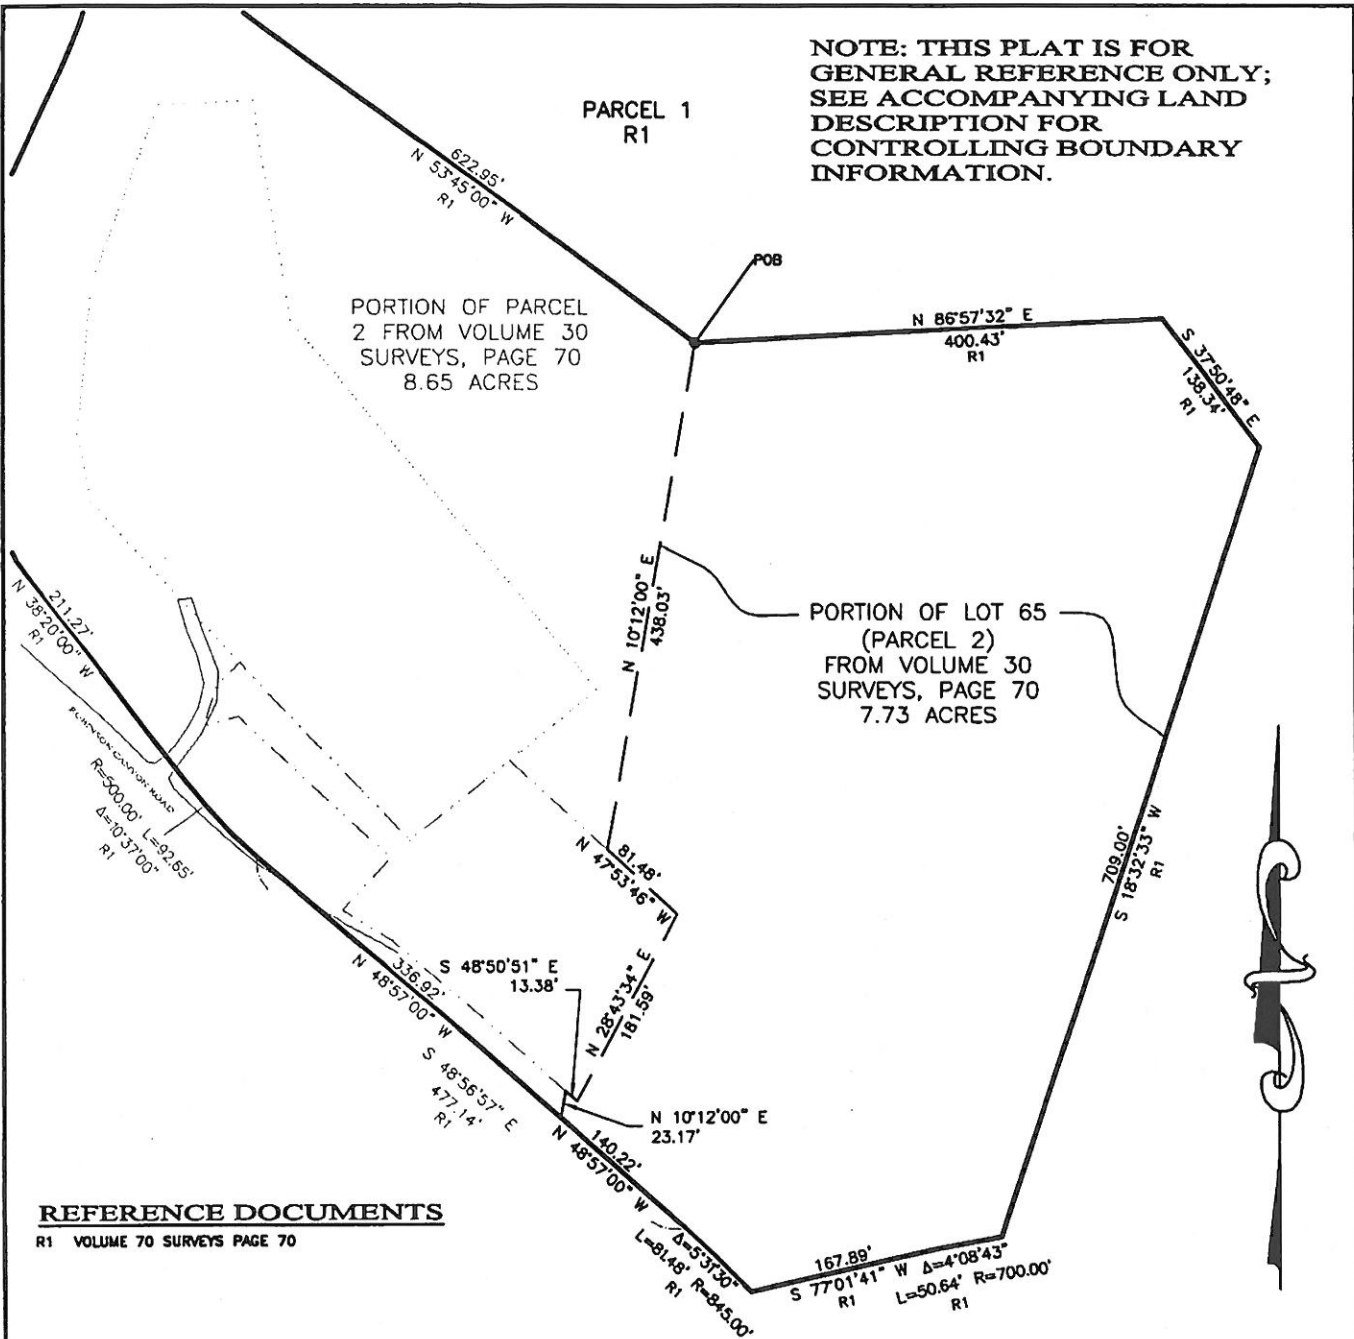 NOTE: THIS PLAT IS FOR
GENERAL REFERENCE ONLY;
SEE ACCOMPANYING LAND
DESCRIPTION FOR
CONTROLLING BOUNDARY
INFORMATION.
PARCEL 1
R1
622.95'
N 53°45'00" W
R1
POB
PORTION OF PARCEL
2 FROM VOLUME 30
SURVEYS, PAGE 70
8.65 ACRES
N 86°57'32" E
400.43'
R1
S 37°50'48" E
138.34'
R1
N 10°12'00" E
438.03'
PORTION OF LOT 65
(PARCEL 2)
FROM VOLUME 30
SURVEYS, PAGE 70
7.73 ACRES
211.27'
N 38°20'00" W
R1
CANYON ROAD
R=500.00' L=92.65'
Δ=10°37'00"
R1
81.48'
N 47°53'46" W
709.00'
S 18°32'33" W
R1
S 48°50'51" E
13.38'
N 28°43'34" E
181.59'
336.92'
N 48°57'00" W
S 48°56'57" E
477.14'
R1
N 10°12'00" E
23.17'
140.22'
N 48°57'00" W
Δ=5°31'30"
L=81.48' R=845.00'
R1
167.89'
S 77°01'41" W
R1
Δ=4°08'43"
L=50.64' R=700.00'
R1
REFERENCE DOCUMENTS
R1 VOLUME 70 SURVEYS PAGE 70